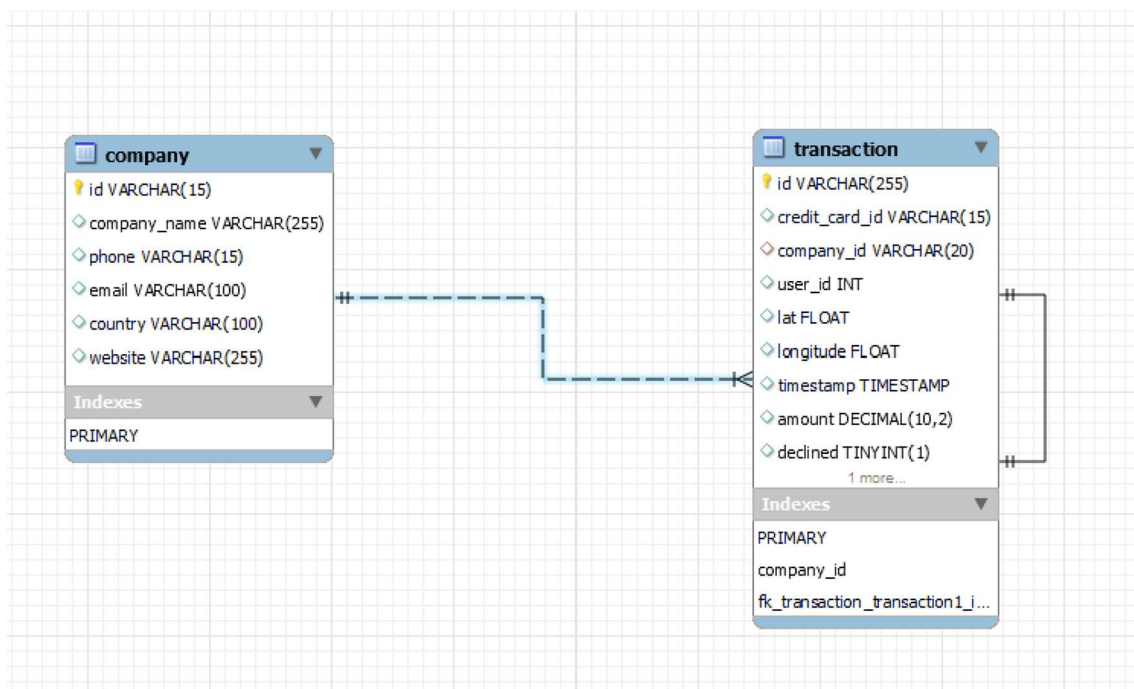 company
id VARCHAR(15)
company_name VARCHAR(255)
phone VARCHAR(15)
email VARCHAR(100)
country VARCHAR(100)
website VARCHAR(255)
Indexes
PRIMARY
transaction
id VARCHAR(255)
credit_card_id VARCHAR(15)
company_id VARCHAR(20)
user_id INT
lat FLOAT
longitude FLOAT
timestamp TIMESTAMP
amount DECIMAL(10,2)
declined TINYINT(1)
1 more...
Indexes
PRIMARY
company_id
fk_transaction_transaction1_i...